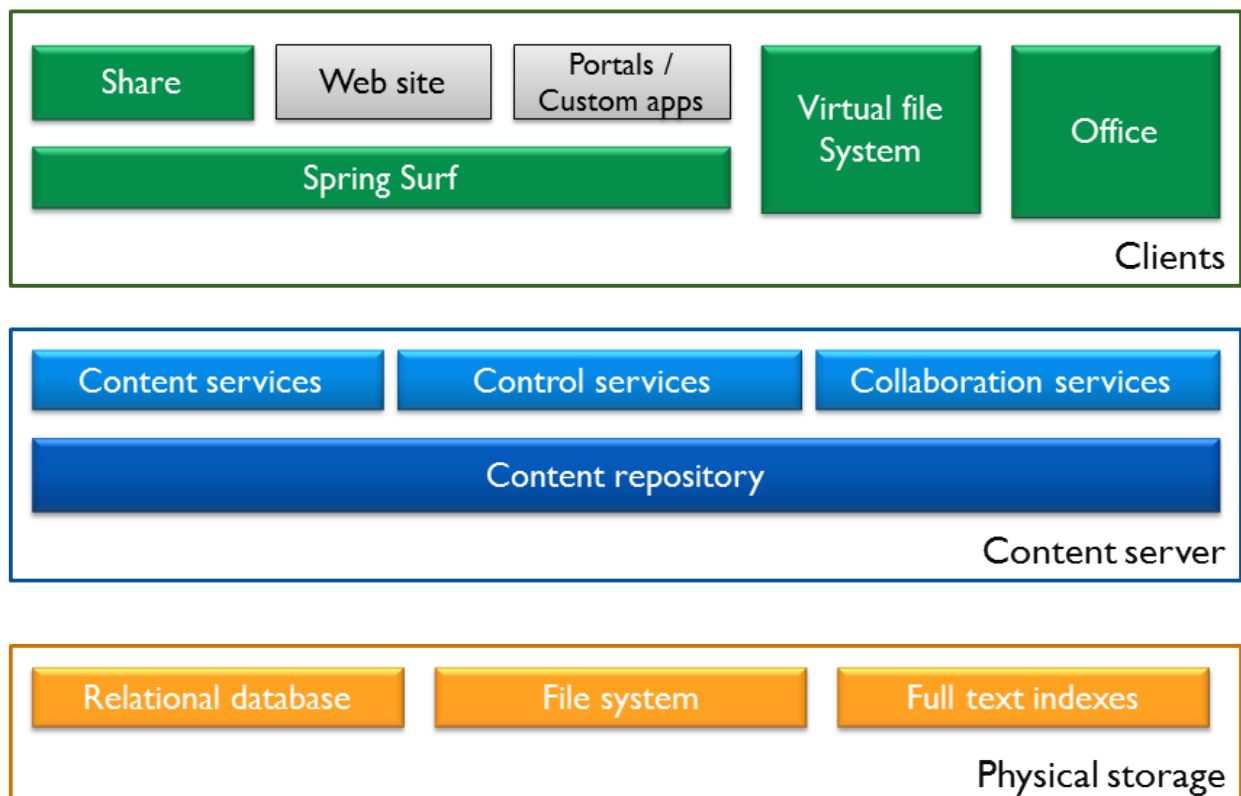 Share
Web site
Portals /
Custom apps
Virtual file
System
Office
Spring Surf
Clients
Content services
Control services
Collaboration services
Content repository
Content server
Relational database
File system
Full text indexes
Physical storage